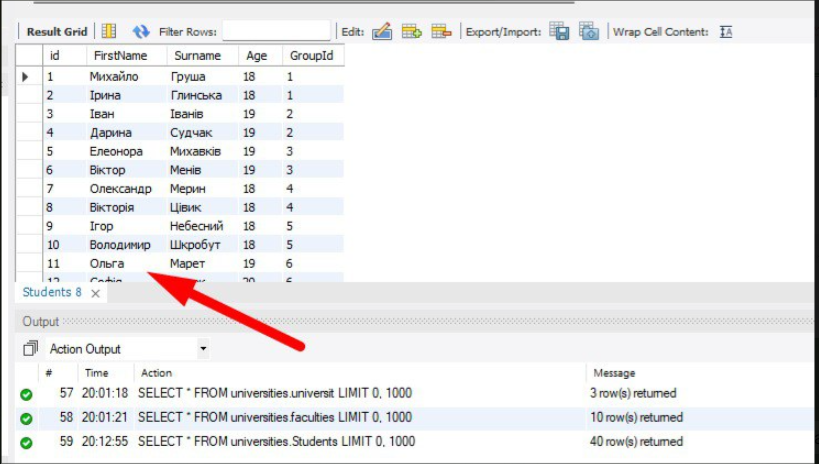 Result Grid Filter Rows: Edit: Export/Import: Wrap Cell Content:
id FirstName Surname Age GroupId
1 Михайло Груша 18 1
2 Ірина Глинська 18 1
3 Іван Іванів 19 2
4 Дарина Судчак 19 2
5 Елеонора Михавків 19 3
6 Віктор Менів 19 3
7 Олександр Мерин 18 4
8 Вікторія Цівик 18 4
9 Ігор Небесний 18 5
10 Володимир Шкробут 18 5
11 Ольга Марет 19 6
12 Софія 20 6
Students 8
Output
Action Output
# Time Action Message
57 20:01:18 SELECT * FROM universities.universit LIMIT 0, 1000 3 row(s) returned
58 20:01:21 SELECT * FROM universities.faculties LIMIT 0, 1000 10 row(s) returned
59 20:12:55 SELECT * FROM universities.Students LIMIT 0, 1000 40 row(s) returned